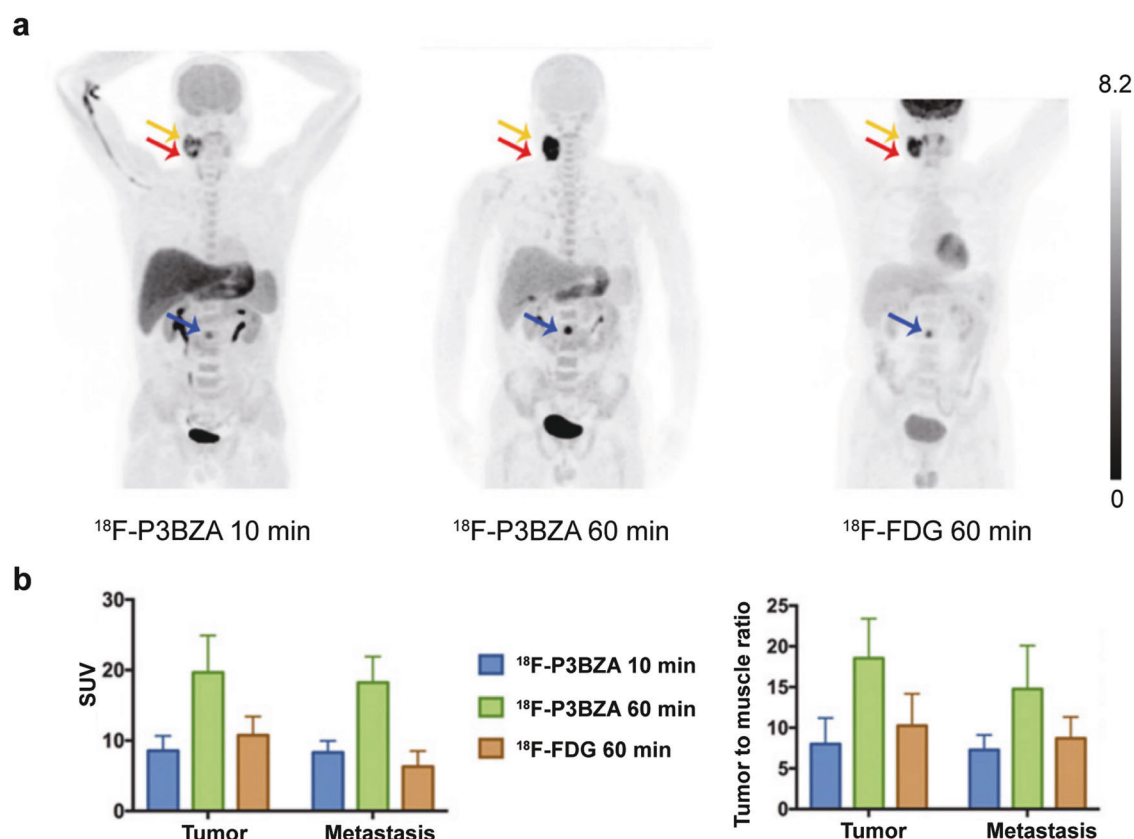 a
8.2
0
¹⁸F-P3BZA 10 min
¹⁸F-P3BZA 60 min
¹⁸F-FDG 60 min
b
SUV
30
20
10
0
Tumor
Metastasis
¹⁸F-P3BZA 10 min
¹⁸F-P3BZA 60 min
¹⁸F-FDG 60 min
Tumor to muscle ratio
25
20
15
10
5
0
Tumor
Metastasis